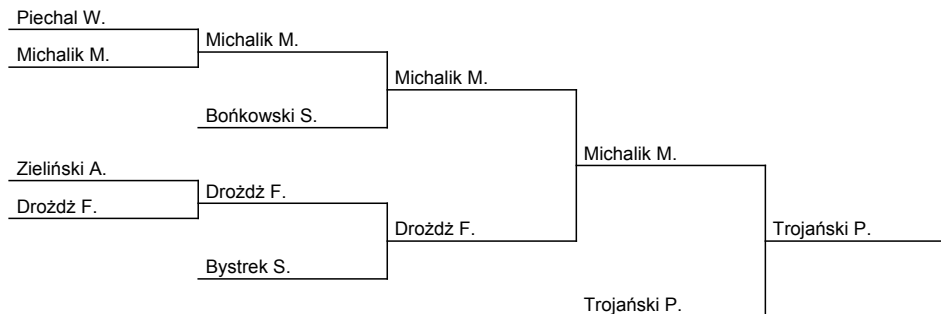 Piechal W.
Michalik M.
Michalik M.
Michalik M.
Bońkowski S.
Michalik M.
Zieliński A.
Drożdż F.
Drożdż F.
Drożdż F.
Trojański P.
Bystrek S.
Trojański P.